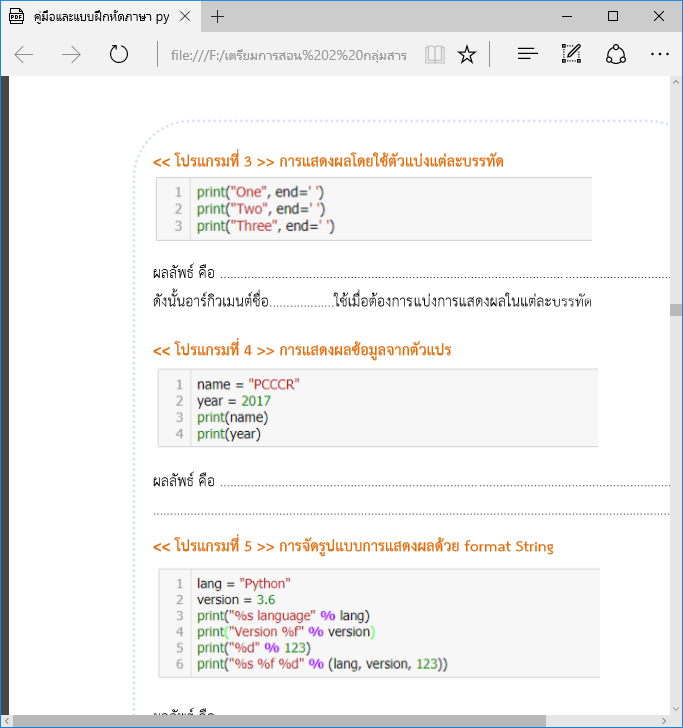 คู่มือและแบบฝึกหัดภาษา py
file:///F:/เตรียมการสอน%202%20กลุ่มสาร
<< โปรแกรมที่ 3 >> การแสดงผลโดยใช้ตัวแบ่งแต่ละบรรทัด
1 print("One", end=' ')
2 print("Two", end=' ')
3 print("Three", end=' ')
ผลลัพธ์ คือ ........................................................................
ดังนั้นอาร์กิวเมนต์ชื่อ..................ใช้เมื่อต้องการแบ่งการแสดงผลในแต่ละบรรทัด
<< โปรแกรมที่ 4 >> การแสดงผลข้อมูลจากตัวแปร
1 name = "PCCCR"
2 year = 2017
3 print(name)
4 print(year)
ผลลัพธ์ คือ ........................................................................
<< โปรแกรมที่ 5 >> การจัดรูปแบบการแสดงผลด้วย format String
1 lang = "Python"
2 version = 3.6
3 print("%s language" % lang)
4 print("Version %f" % version)
5 print("%d" % 123)
6 print("%s %f %d" % (lang, version, 123))